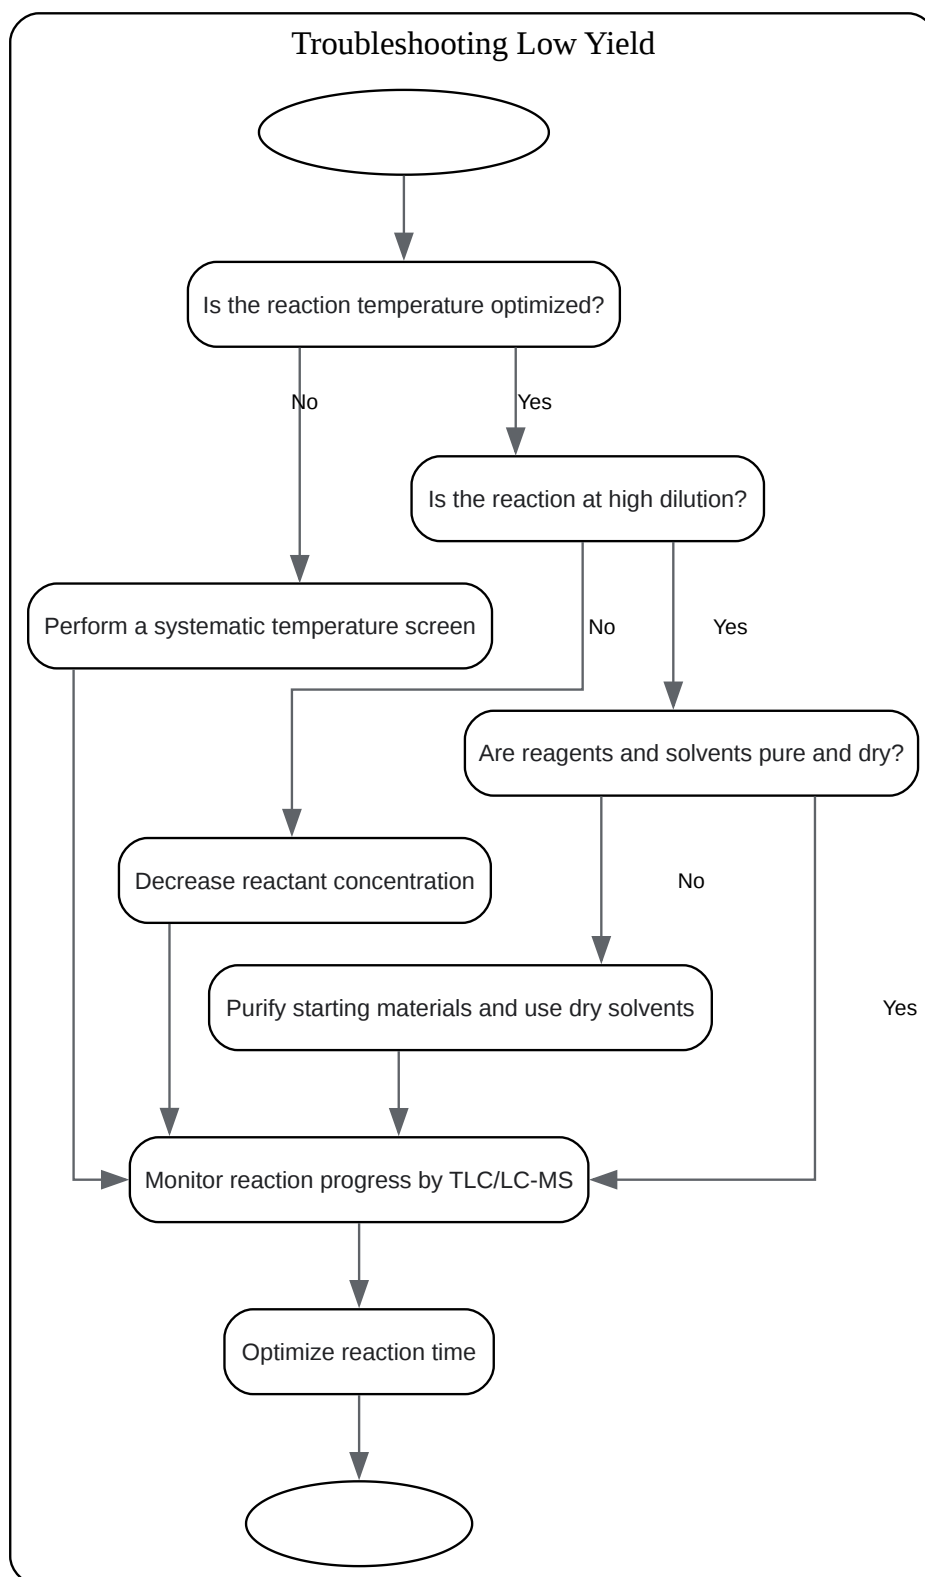 Troubleshooting Low Yield
Is the reaction temperature optimized?
No
Yes
Is the reaction at high dilution?
Perform a systematic temperature screen
No
Yes
Are reagents and solvents pure and dry?
Decrease reactant concentration
No
Purify starting materials and use dry solvents
Yes
Monitor reaction progress by TLC/LC-MS
Optimize reaction time